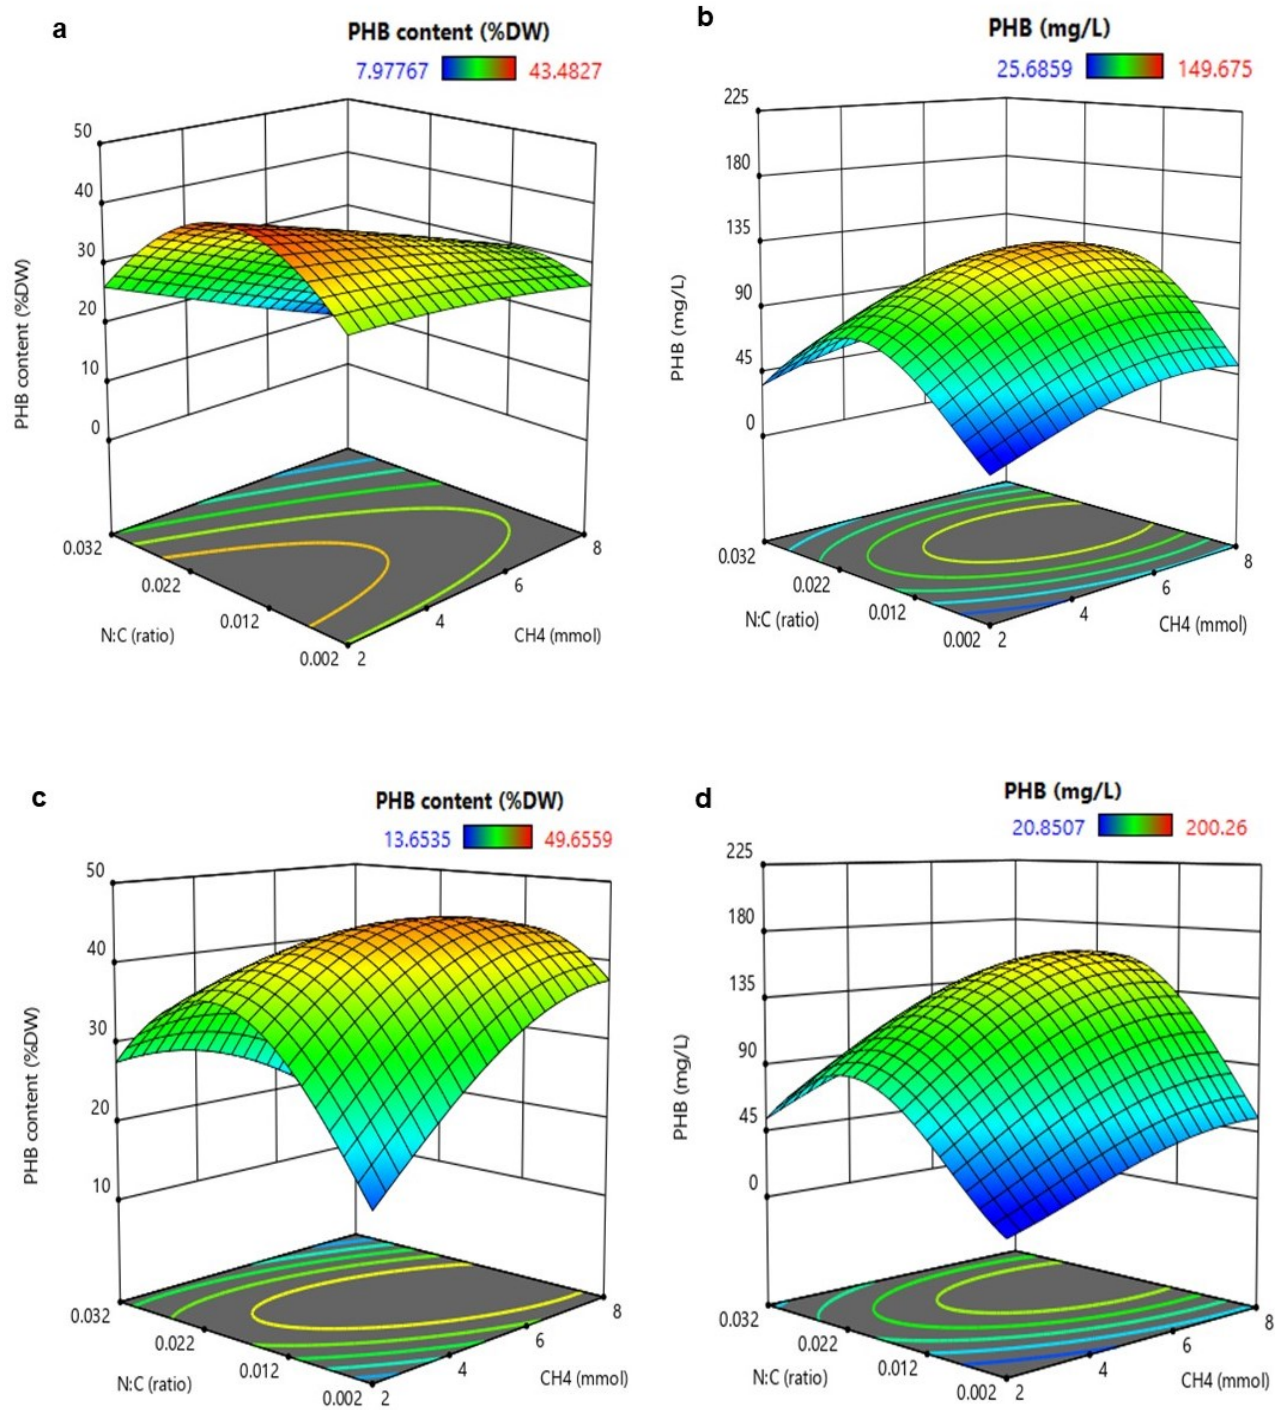 a
PHB content (%DW)
7.97767 43.4827
50
40
30
20
10
0
PHB content (%DW)
0.032
0.022
0.012
0.002
N:C (ratio)
2
4
6
8
CH4 (mmol)
b
PHB (mg/L)
25.6859 149.675
225
180
135
90
45
0
PHB (mg/L)
0.032
0.022
0.012
0.002
N:C (ratio)
2
4
6
8
CH4 (mmol)
c
PHB content (%DW)
13.6535 49.6559
50
40
30
20
10
PHB content (%DW)
0.032
0.022
0.012
0.002
N:C (ratio)
2
4
6
8
CH4 (mmol)
d
PHB (mg/L)
20.8507 200.26
225
180
135
90
45
0
PHB (mg/L)
0.032
0.022
0.012
0.002
N:C (ratio)
2
4
6
8
CH4 (mmol)